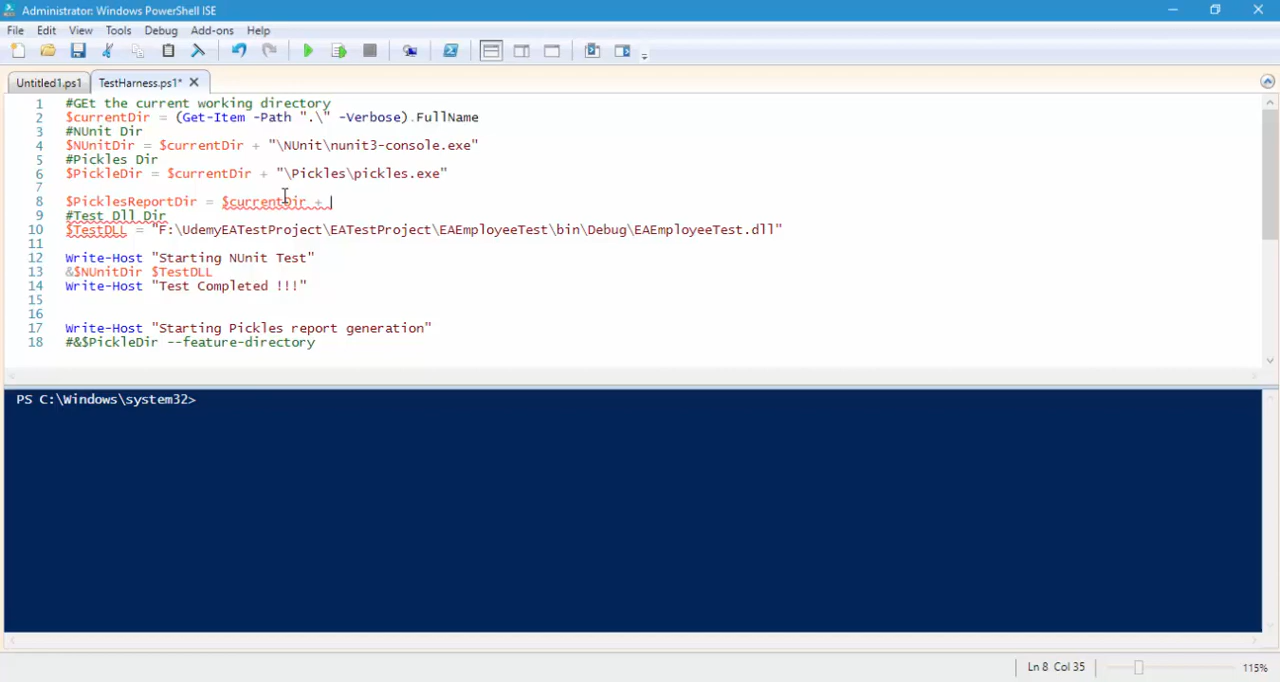 Administrator: Windows PowerShell ISE
File Edit View Tools Debug Add-ons Help
Untitled1.ps1 TestHarness.ps1*
1 #GEt the current working directory
2 $currentDir = (Get-Item -Path ".\" -Verbose).FullName
3 #NUnit Dir
4 $NUnitDir = $currentDir + "\NUnit\nunit3-console.exe"
5 #Pickles Dir
6 $PickleDir = $currentDir + "\Pickles\pickles.exe"
7
8 $PicklesReportDir = $currentDir +
9 #Test Dll Dir
10 $TestDLL = "F:\UdemyEATestProject\EATestProject\EAEmployeeTest\bin\Debug\EAEmployeeTest.dll"
11
12 Write-Host "Starting NUnit Test"
13 &$NUnitDir $TestDLL
14 Write-Host "Test Completed !!!"
15
16
17 Write-Host "Starting Pickles report generation"
18 #&$PickleDir --feature-directory
PS C:\Windows\system32>
Ln 8 Col 35 115%